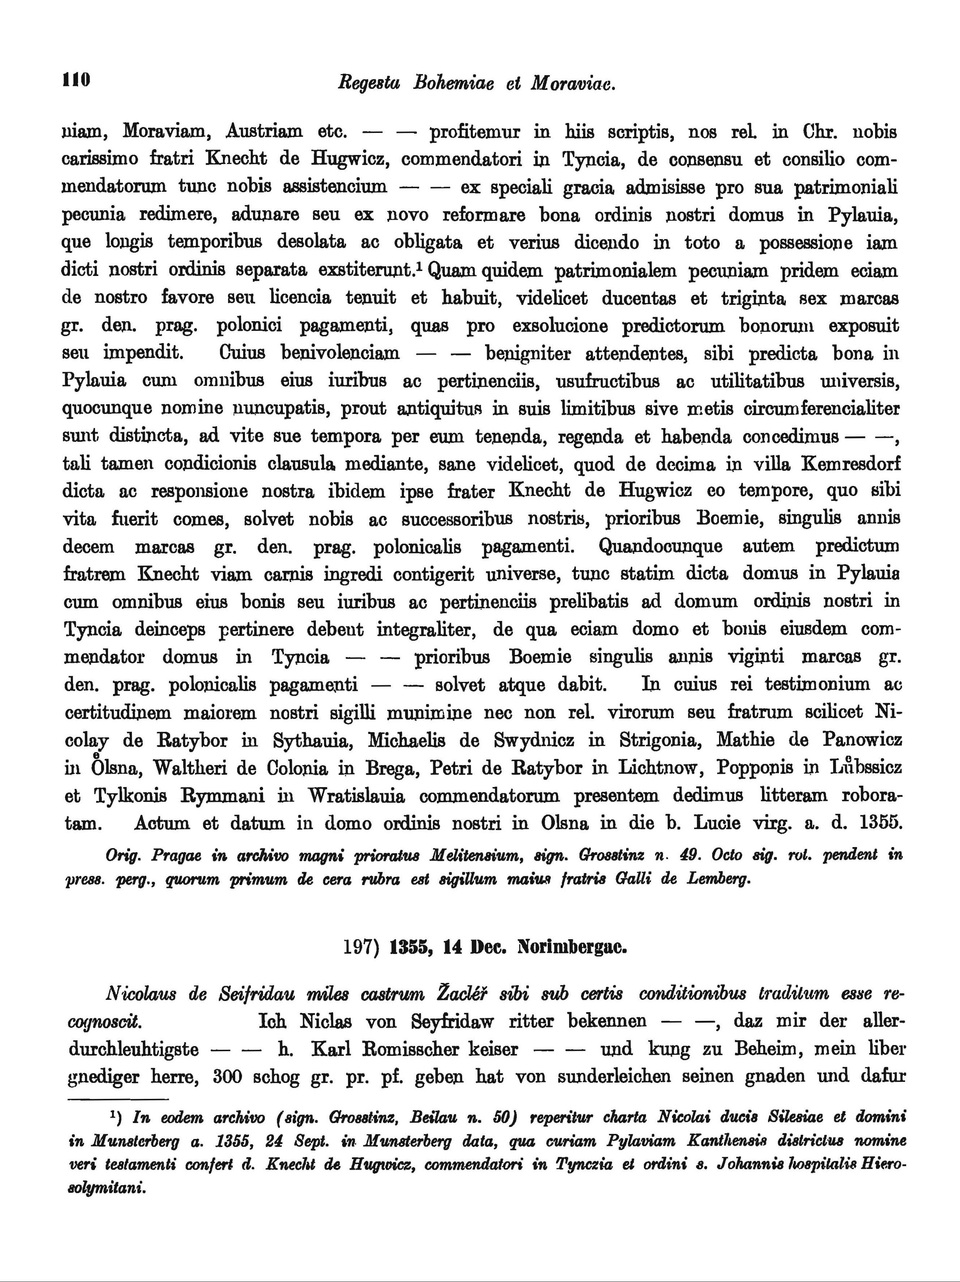 110
Regesta Bohemiae et Moraviae.
niam, Moraviam, Austriam etc. — — profitemur in hiis scriptis, nos rel. in Chr. nobis
carissimo fratri Knecht de Hugwicz, commendatori in Tyncia, de consensu et consilio com-
mendatorum tunc nobis assistencium — — ex speciali gracia admisisse pro sua patrimoniali
pecunia redimere, adunare seu ex novo reformare bona ordinis nostri domus in Pylauia,
que longis temporibus desolata ac obligata et verius dicendo in toto a possessione iam
dicti nostri ordinis separata exstiterunt.¹ Quam quidem patrimonialem pecuniam pridem eciam
de nostro favore seu licencia tenuit et habuit, videlicet ducentas et triginta sex marcas
gr. den. prag. polonici pagamenti, quas pro exsolucione predictorum bonorum exposuit
seu impendit. Cuius benivolenciam — — benigniter attendentes, sibi predicta bona in
Pylauia cum omnibus eius iuribus ac pertinenciis, usufructibus ac utilitatibus universis,
quocunque nomine nuncupatis, prout antiquitus in suis limitibus sive metis circumferencialiter
sunt distincta, ad vite sue tempora per eum tenenda, regenda et habenda concedimus — —,
tali tamen condicionis clausula mediante, sane videlicet, quod de decima in villa Kemresdorf
dicta ac responsione nostra ibidem ipse frater Knecht de Hugwicz eo tempore, quo sibi
vita fuerit comes, solvet nobis ac successoribus nostris, prioribus Boemie, singulis annis
decem marcas gr. den. prag. polonicalis pagamenti. Quandocunque autem predictum
fratrem Knecht viam carnis ingredi contigerit universe, tunc statim dicta domus in Pylauia
cum omnibus eius bonis seu iuribus ac pertinenciis prelibatis ad domum ordinis nostri in
Tyncia deinceps pertinere debent integraliter, de qua eciam domo et bonis eiusdem com-
mendator domus in Tyncia — — prioribus Boemie singulis annis viginti marcas gr.
den. prag. polonicalis pagamenti — — solvet atque dabit. In cuius rei testimonium ac
certitudinem maiorem nostri sigilli munimine nec non rel. virorum seu fratrum scilicet Ni-
colay de Ratybor in Sythauia, Michaelis de Swydnicz in Strigonia, Mathie de Panowicz
in Oͤlsna, Waltheri de Colonia in Brega, Petri de Ratybor in Lichtnow, Popponis in Lůbssicz
et Tylkonis Rymmani in Wratislauia commendatorum presentem dedimus litteram robora-
tam. Actum et datum in domo ordinis nostri in Olsna in die b. Lucie virg. a. d. 1355.
Orig. Pragae in archivo magni prioratus Melitensium, sign. Grosstinz n. 49. Octo sig. rot. pendent in
press. perg., quorum primum de cera rubra est sigillum maius fratris Galli de Lemberg.
197) 1355, 14 Dec. Norimbergae.
Nicolaus de Seifridau miles castrum Žacléř sibi sub certis conditionibus traditum esse re-
cognoscit. Ich Niclas von Seyfridaw ritter bekennen — —, daz mir der aller-
durchleuhtigste — — h. Karl Romisscher keiser — — und kung zu Beheim, mein liber
gnediger herre, 300 schog gr. pr. pf. geben hat von sunderleichen seinen gnaden und dafur
¹) In eodem archivo (sign. Grosstinz, Beilau n. 50) reperitur charta Nicolai ducis Silesiae et domini
in Munsterberg a. 1355, 24 Sept. in Munsterberg data, qua curiam Pylaviam Kanthensis districtus nomine
veri testamenti confert d. Knecht de Hugwicz, commendatori in Tynczia et ordini s. Johannis hospitalis Hiero-
solymitani.